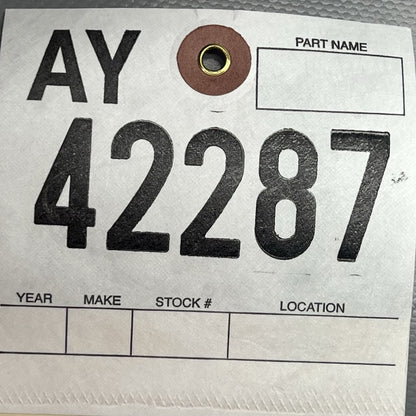 AY
PART NAME
42287
YEAR MAKE STOCK # LOCATION